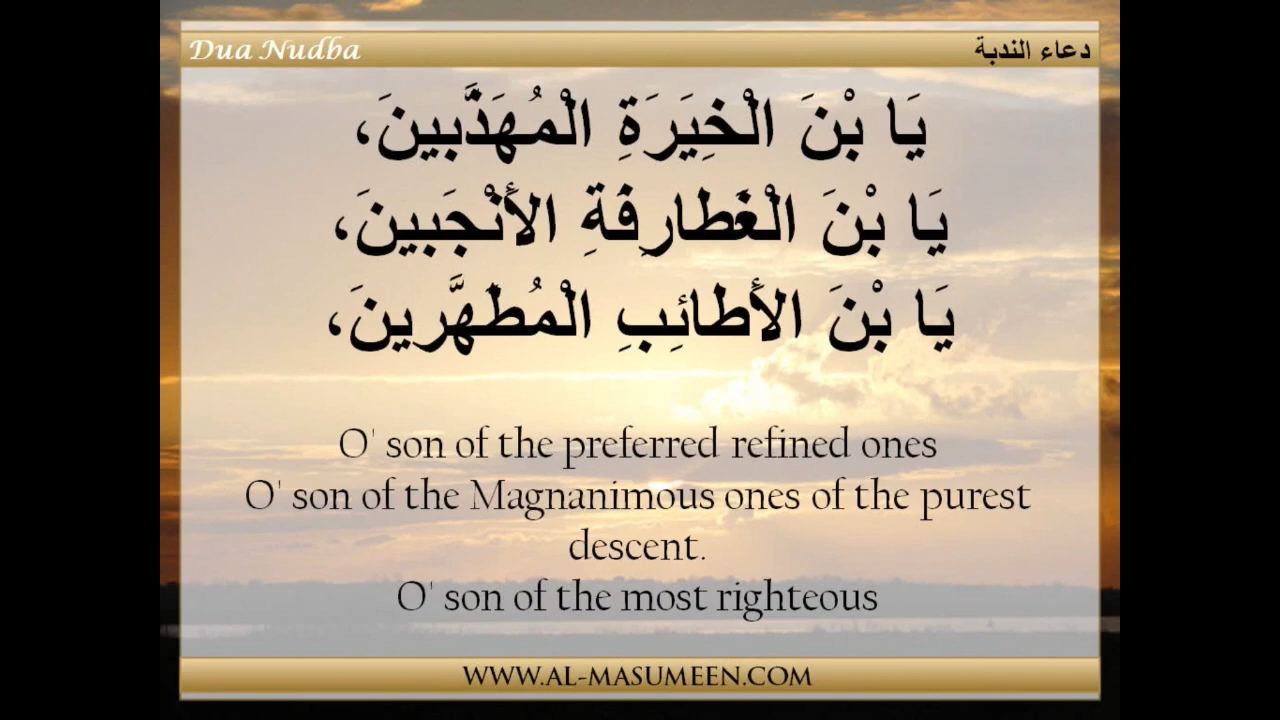 Dua Nudba دعاء الندبة
يَا بْنَ الْخِيَرَةِ الْمُهَذَّبينَ،
يَا بْنَ الْغَطارِفَةِ الأَنْجَبينَ،
يَا بْنَ الأَطائِبِ الْمُطَهَّرينَ،
O' son of the preferred refined ones
O' son of the Magnanimous ones of the purest
descent.
O' son of the most righteous
WWW.AL-MASUMEEN.COM